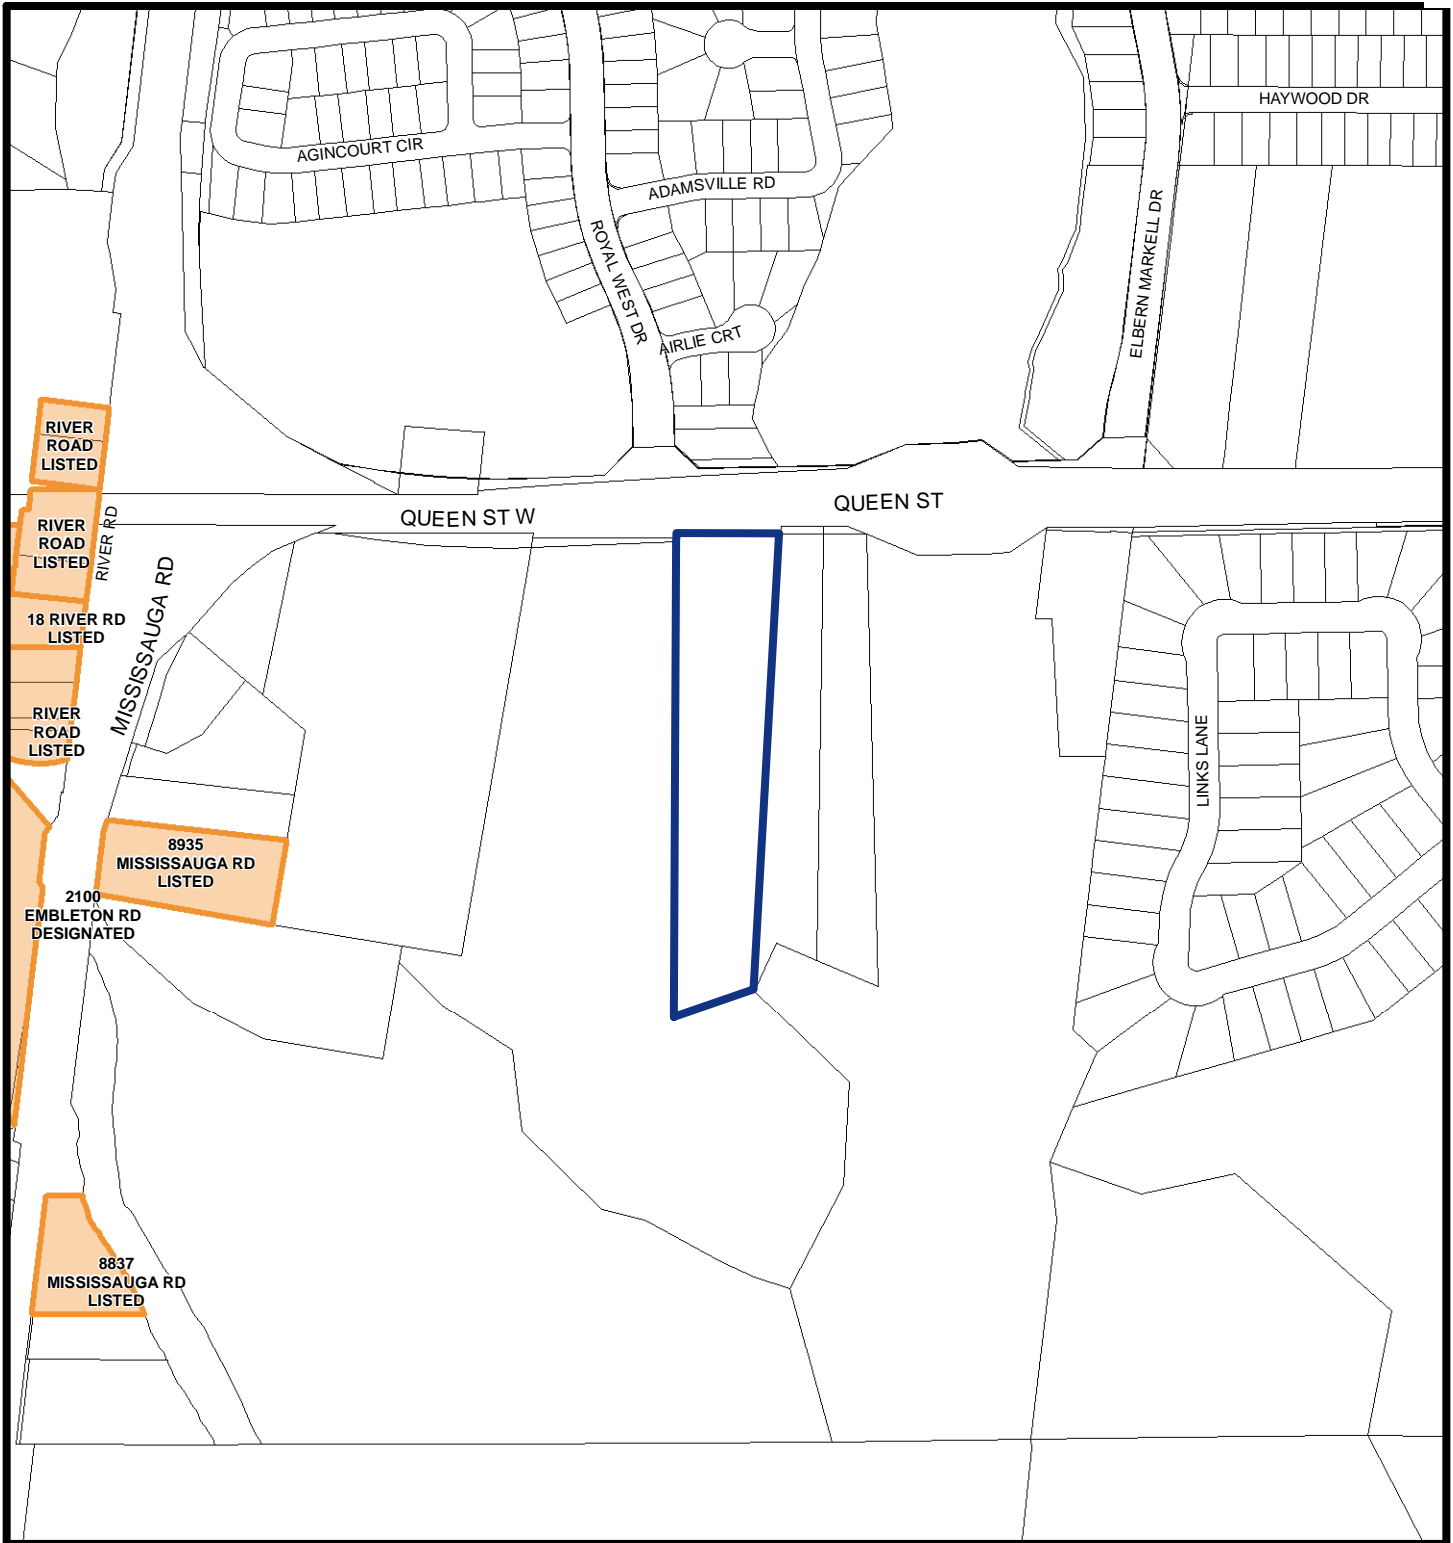 HAYWOOD DR
AGINCOURT CIR
ADAMSVILLE RD
ROYAL WEST DR
ELBERN MARKELL DR
AIRLIE CRT
RIVER
ROAD
LISTED
QUEEN ST
QUEEN ST W
RIVER
ROAD
LISTED
RIVER RD
MISSISSAUGA RD
18 RIVER RD
LISTED
RIVER
ROAD
LISTED
LINKS LANE
8935
MISSISSAUGA RD
LISTED
2100
EMBLETON RD
DESIGNATED
8837
MISSISSAUGA RD
LISTED